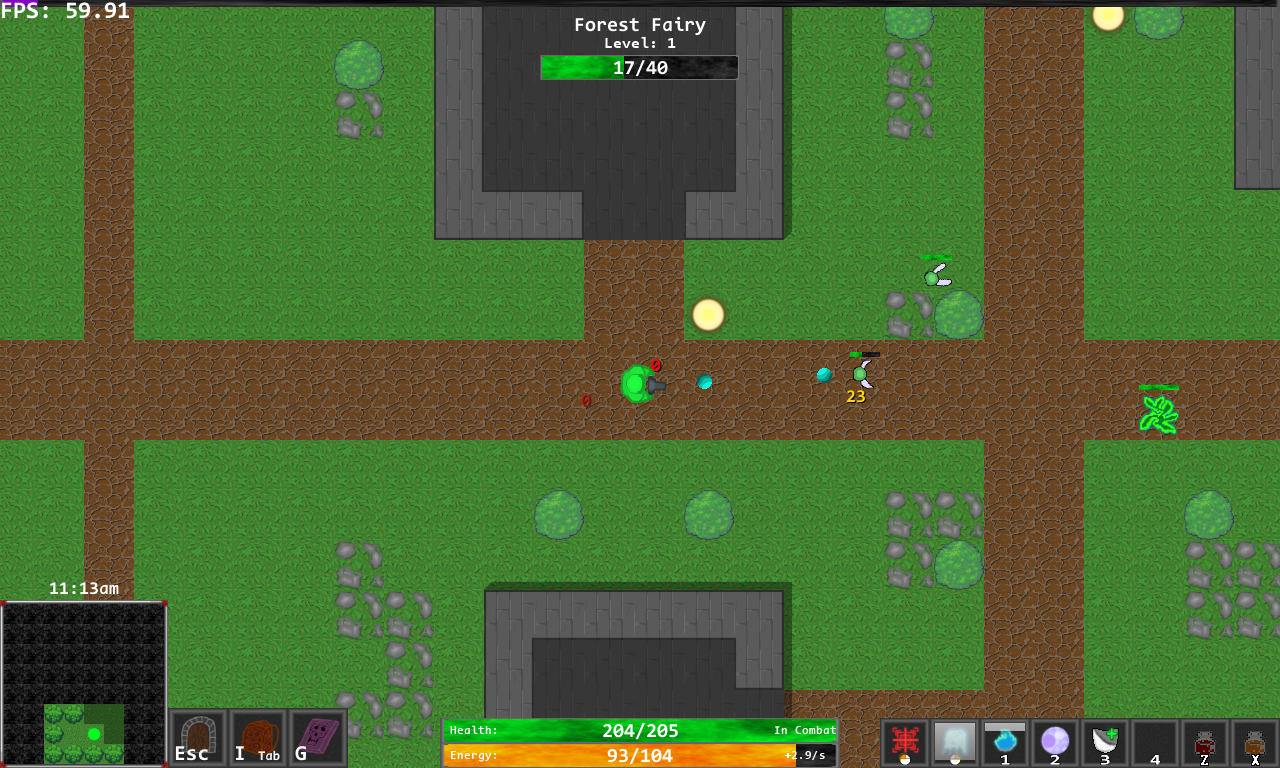 FPS: 59.91
Forest Fairy
Level: 1
17/40
0
0
23
11:13am
Esc
I Tab
G
Health: 204/205 In Combat
Energy: 93/104 +2.9/s
1
2
3
4
Z
X